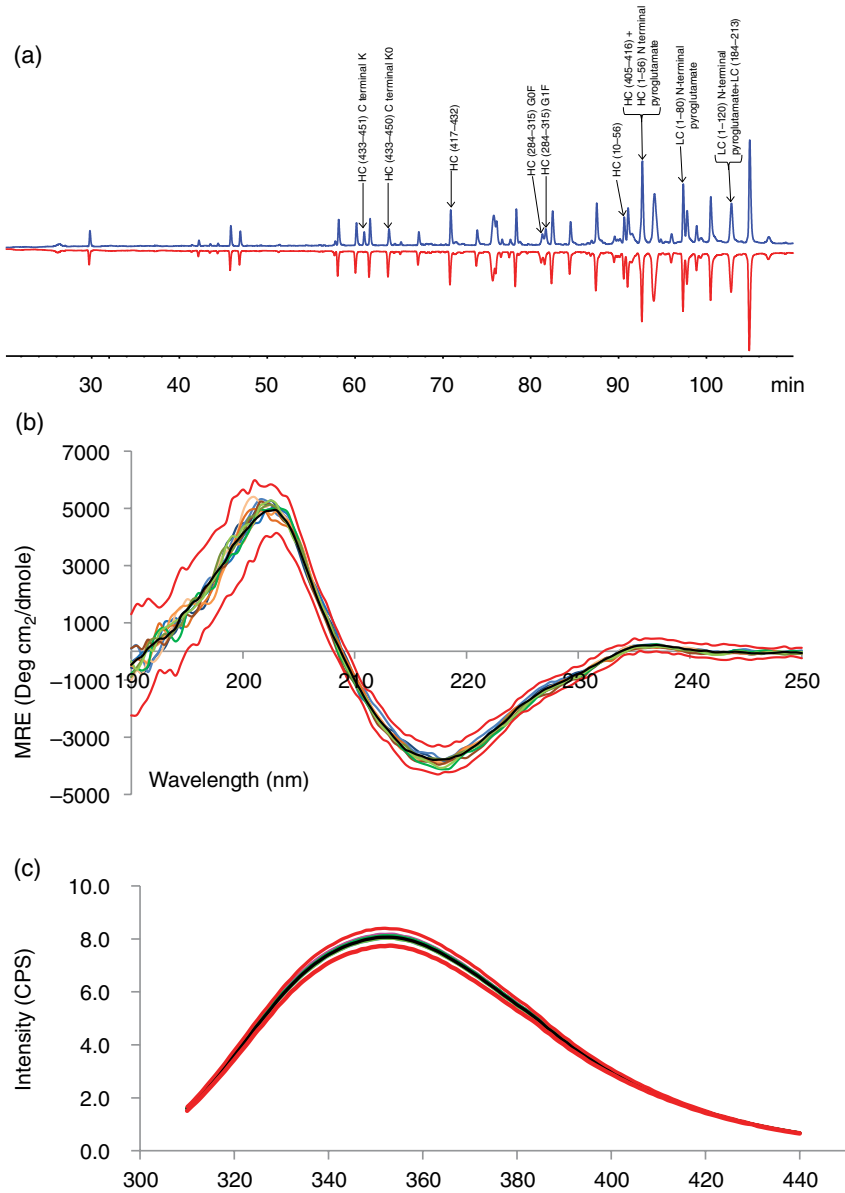 (a)
HC (433–451) C terminal K
HC (433–450) C terminal K0
HC (417–432)
HC (284–315) G0F
HC (284–315) G1F
HC (10–56)
HC (405–416) +
HC (1–56) N terminal
pyroglutamate
LC (1–80) N-terminal
pyroglutamate
LC (1–120) N-terminal
pyroglutamate+LC (184–213)
30 40 50 60 70 80 90 100 min
(b)
7000
5000
3000
1000
–1000
–3000
–5000
190 200 210 220 230 240 250
MRE (Deg cm2/dmole)
Wavelength (nm)
(c)
10.0
8.0
6.0
4.0
2.0
0.0
Intensity (CPS)
300 320 340 360 380 400 420 440